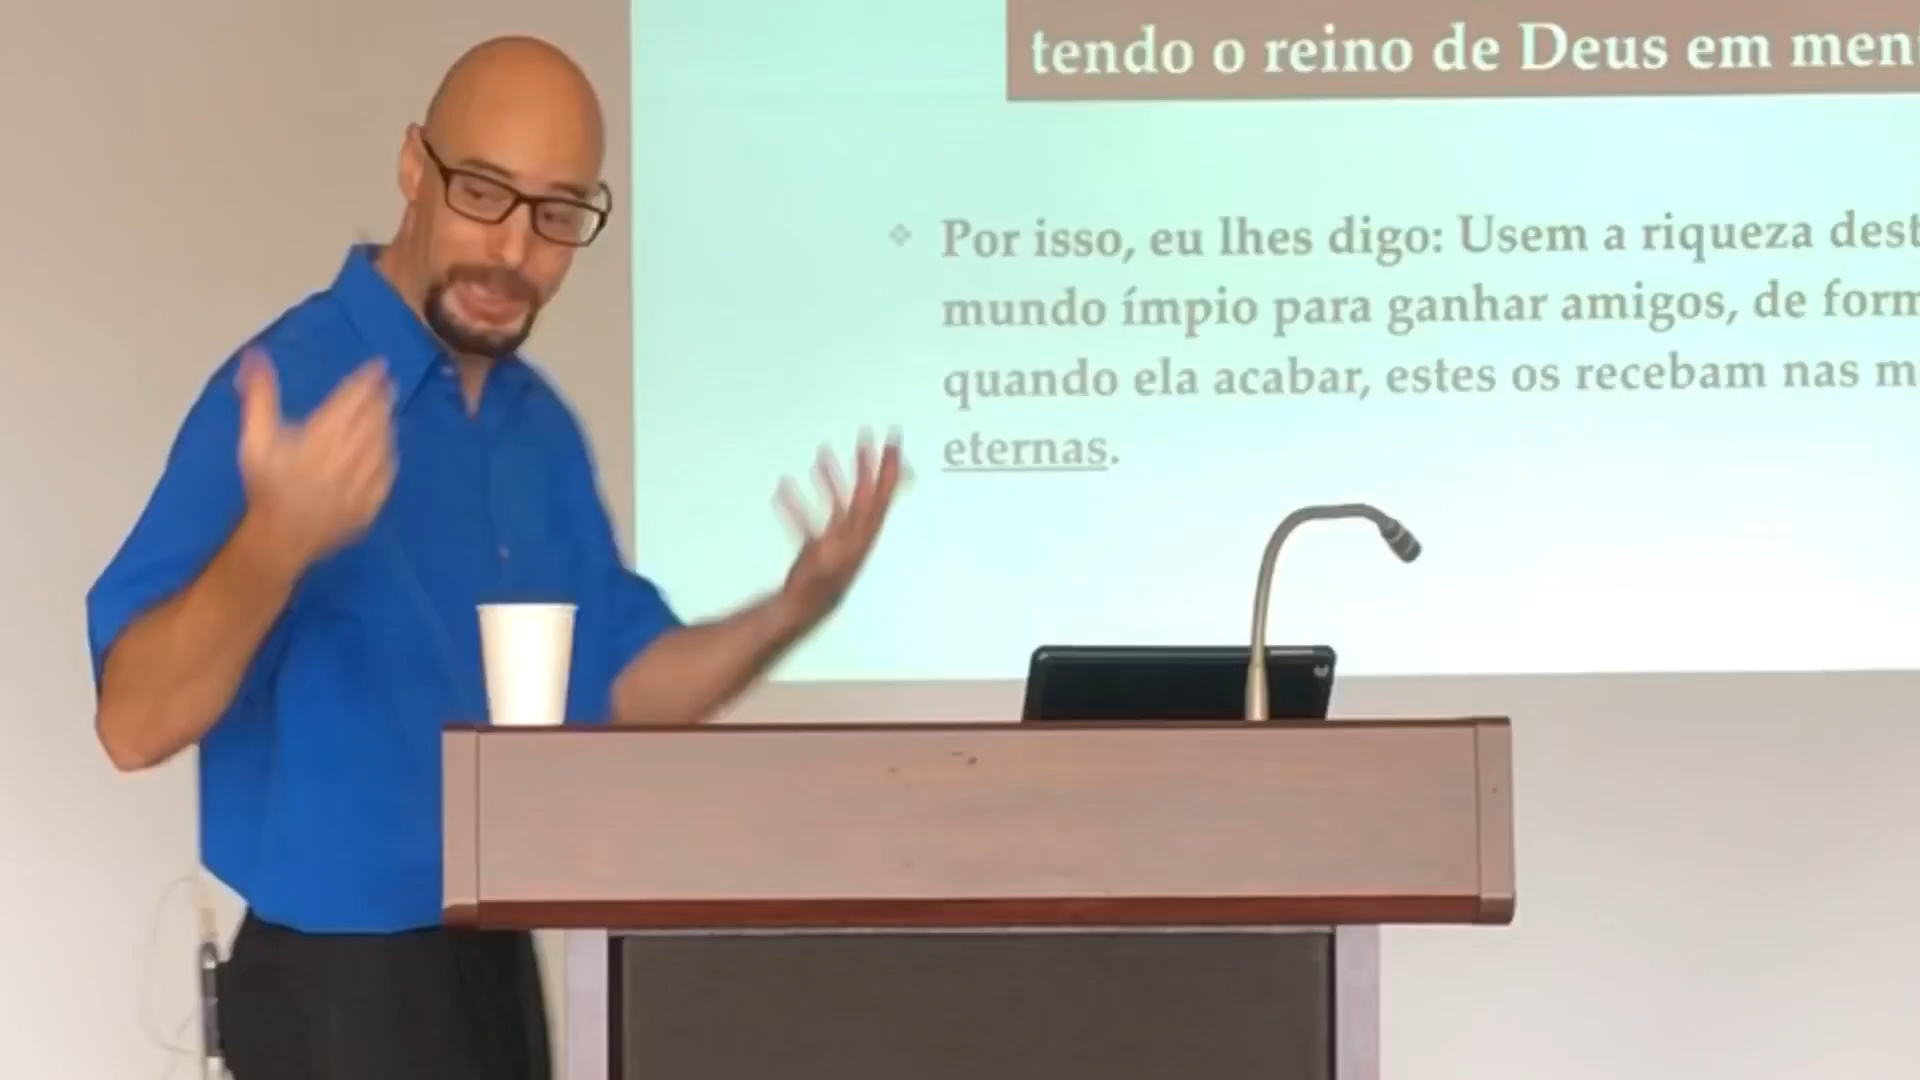 tendo o reino de Deus em
Por isso, eu lhes digo: Usem a riqueza
mundo ímpio para ganhar amigos, de
quando ela acabar, estes os recebam nas
eternas.